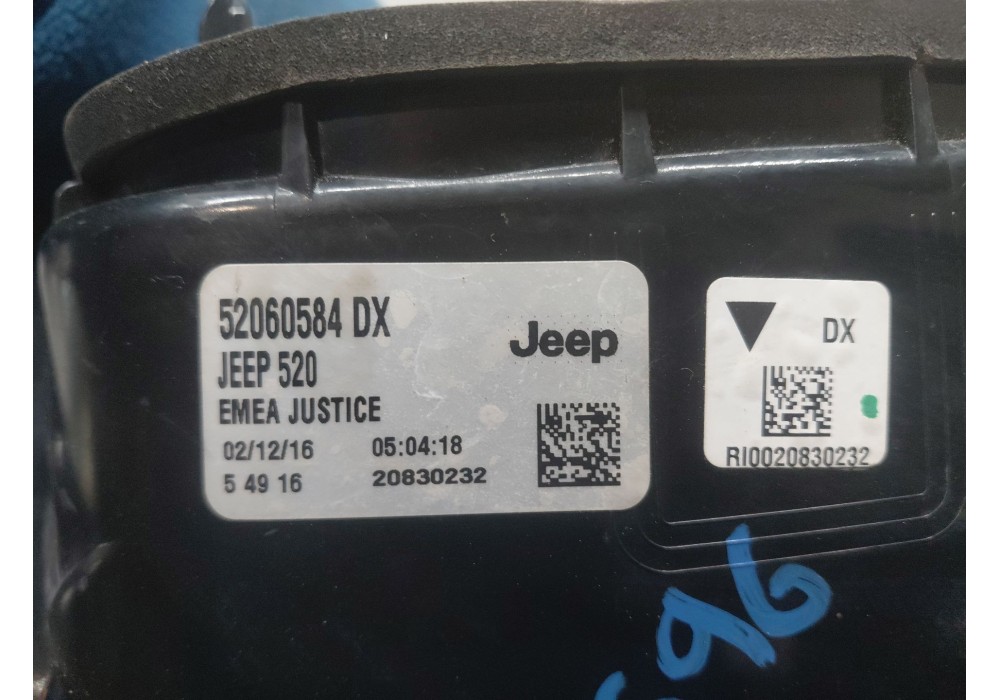 52060584 DX
JEEP 520
Jeep
EMEA JUSTICE
02/12/16 05:04:18
5 49 16 20830232
DX
RI0020830232